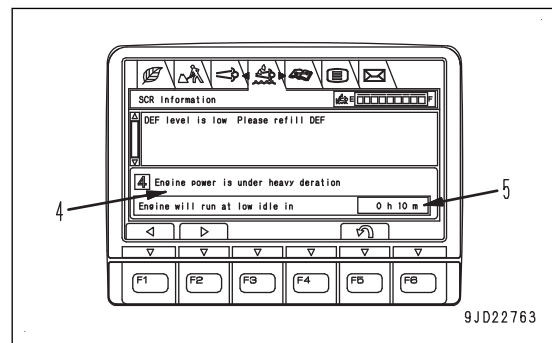 SCR Information
E F
DEF level is low Please refill DEF
4 Engine power is under heavy deration
Engine will run at low idle in 0 h 10 m
4
5
F1 F2 F3 F4 F5 F6
9JD22763